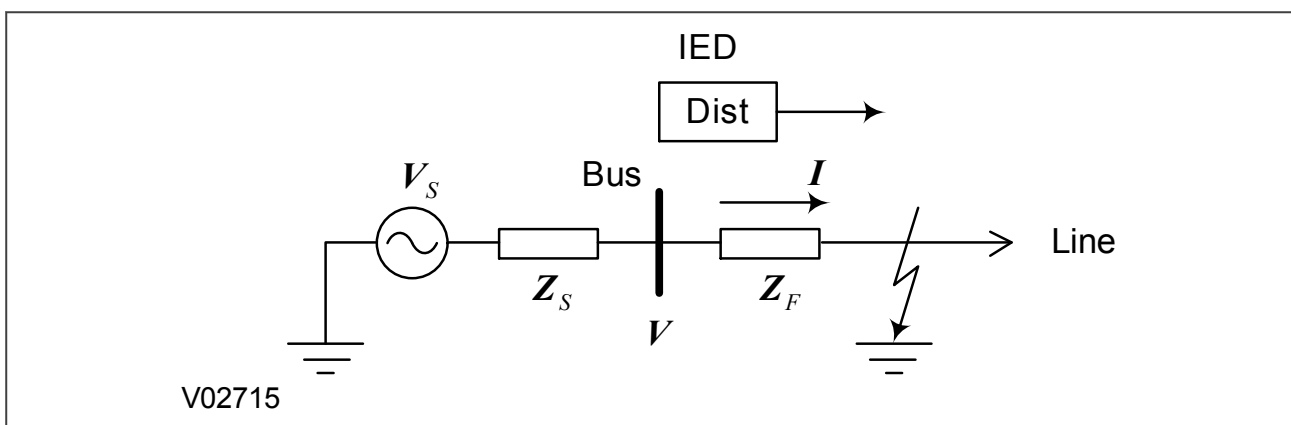 IED
Dist
V_S
Bus
I
Line
Z_S
Z_F
V
V02715